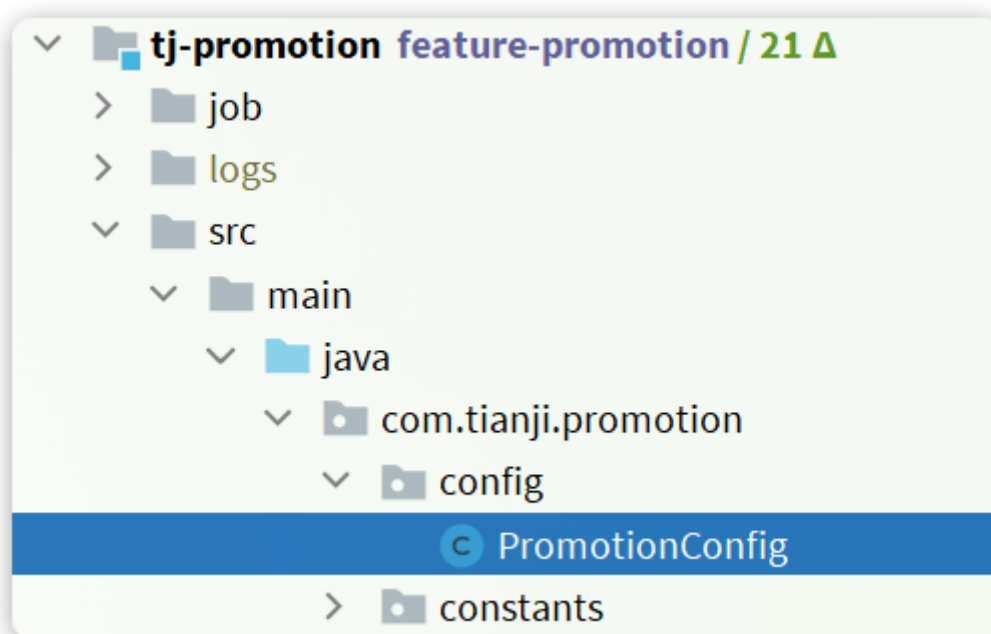 tj-promotion feature-promotion / 21 Δ
job
logs
src
main
java
com.tianji.promotion
config
C PromotionConfig
constants